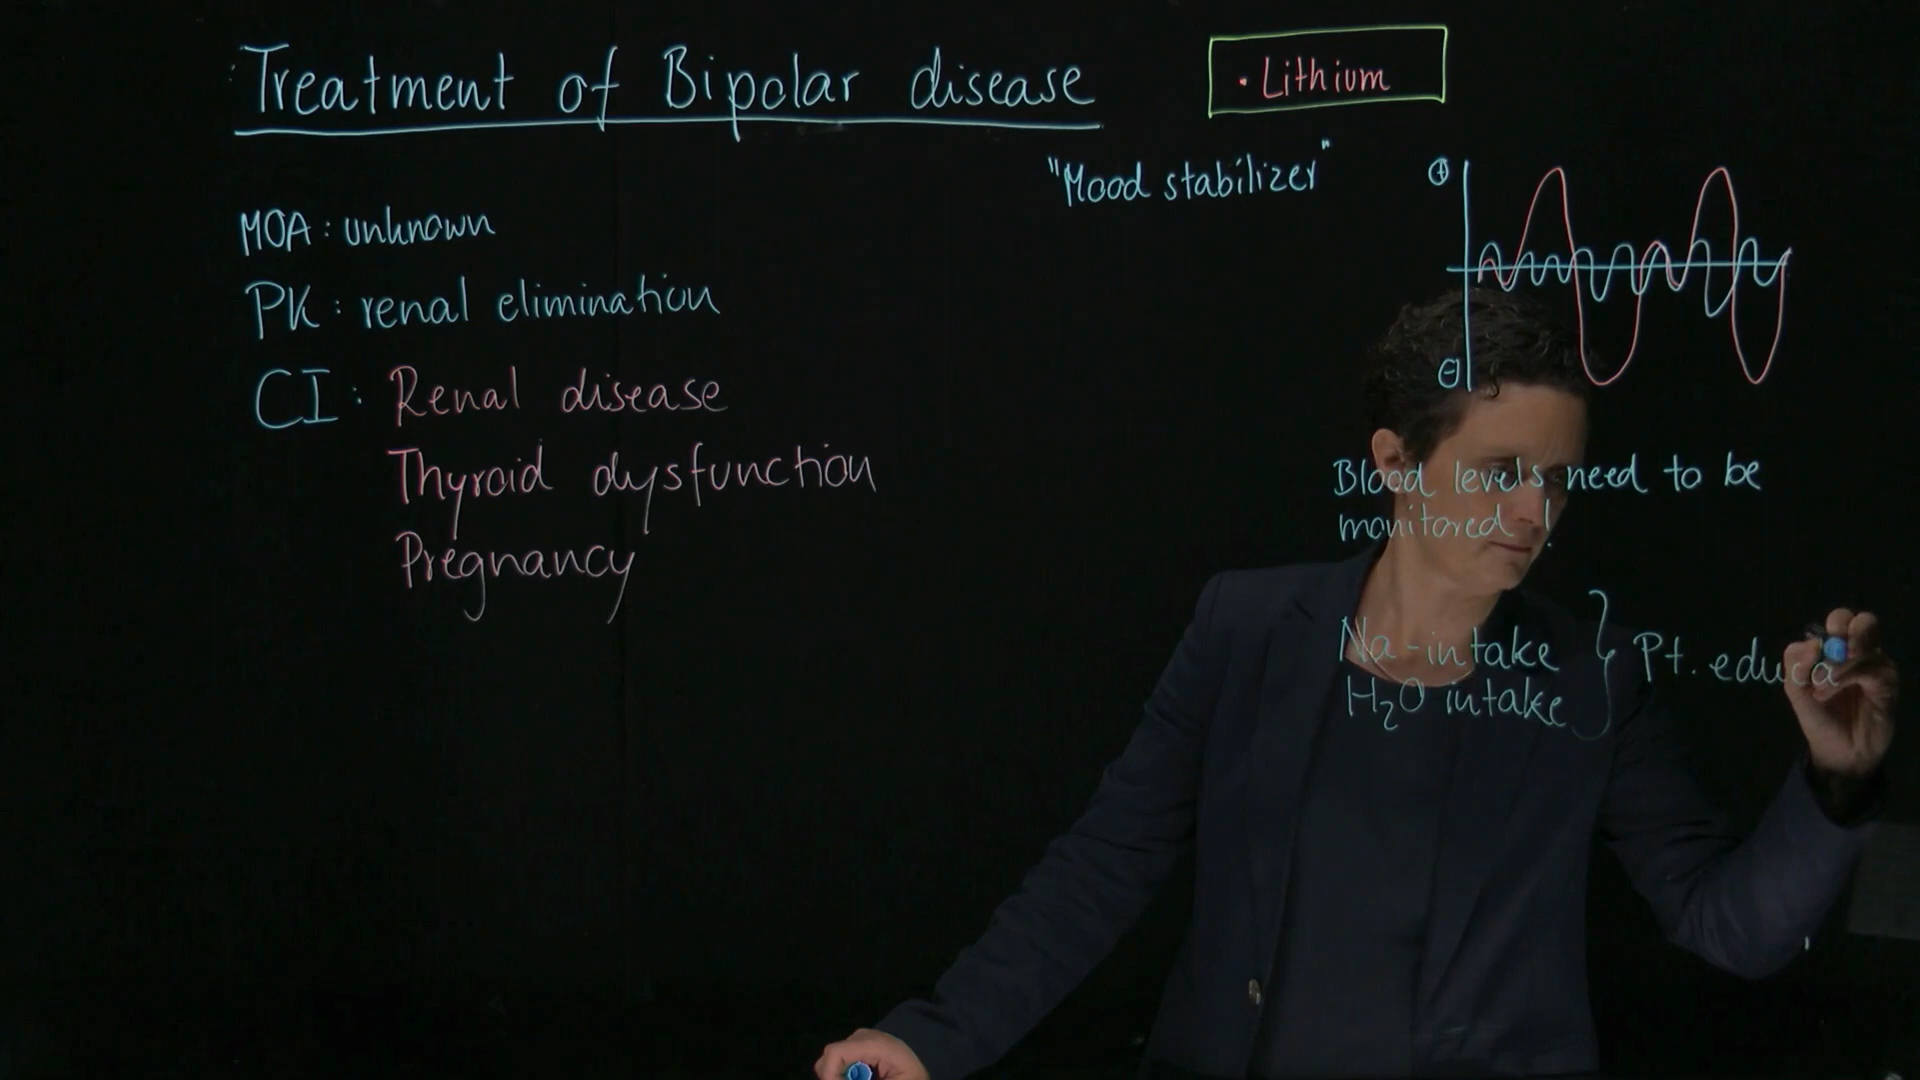 Treatment of Bipolar disease
• Lithium
"Mood stabilizer"
MOA: unknown
PK: renal elimination
CI: Renal disease
Thyroid dysfunction
Pregnancy
+
-
Blood levels need to be
monitored!
Na-intake
H₂O intake
Pt. educa